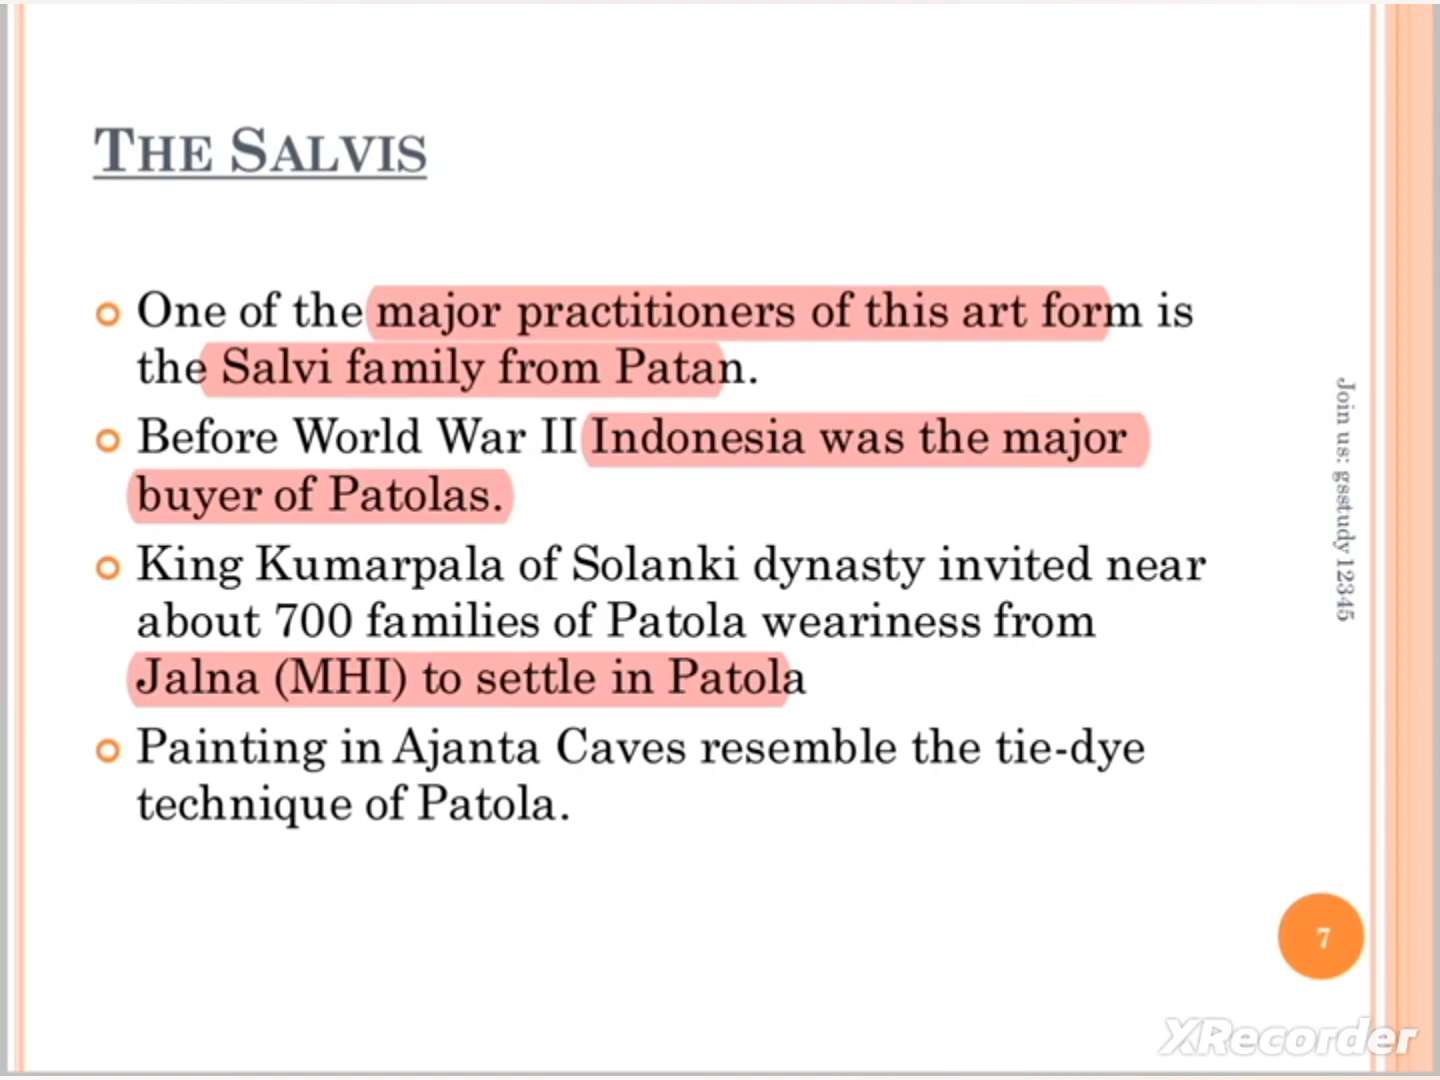 THE SALVIS
One of the major practitioners of this art form is
the Salvi family from Patan.
Before World War II Indonesia was the major
buyer of Patolas.
King Kumarpala of Solanki dynasty invited near
about 700 families of Patola weariness from
Jalna (MHI) to settle in Patola
Painting in Ajanta Caves resemble the tie-dye
technique of Patola.
Join us: gsstudy12345
7
XRecorder